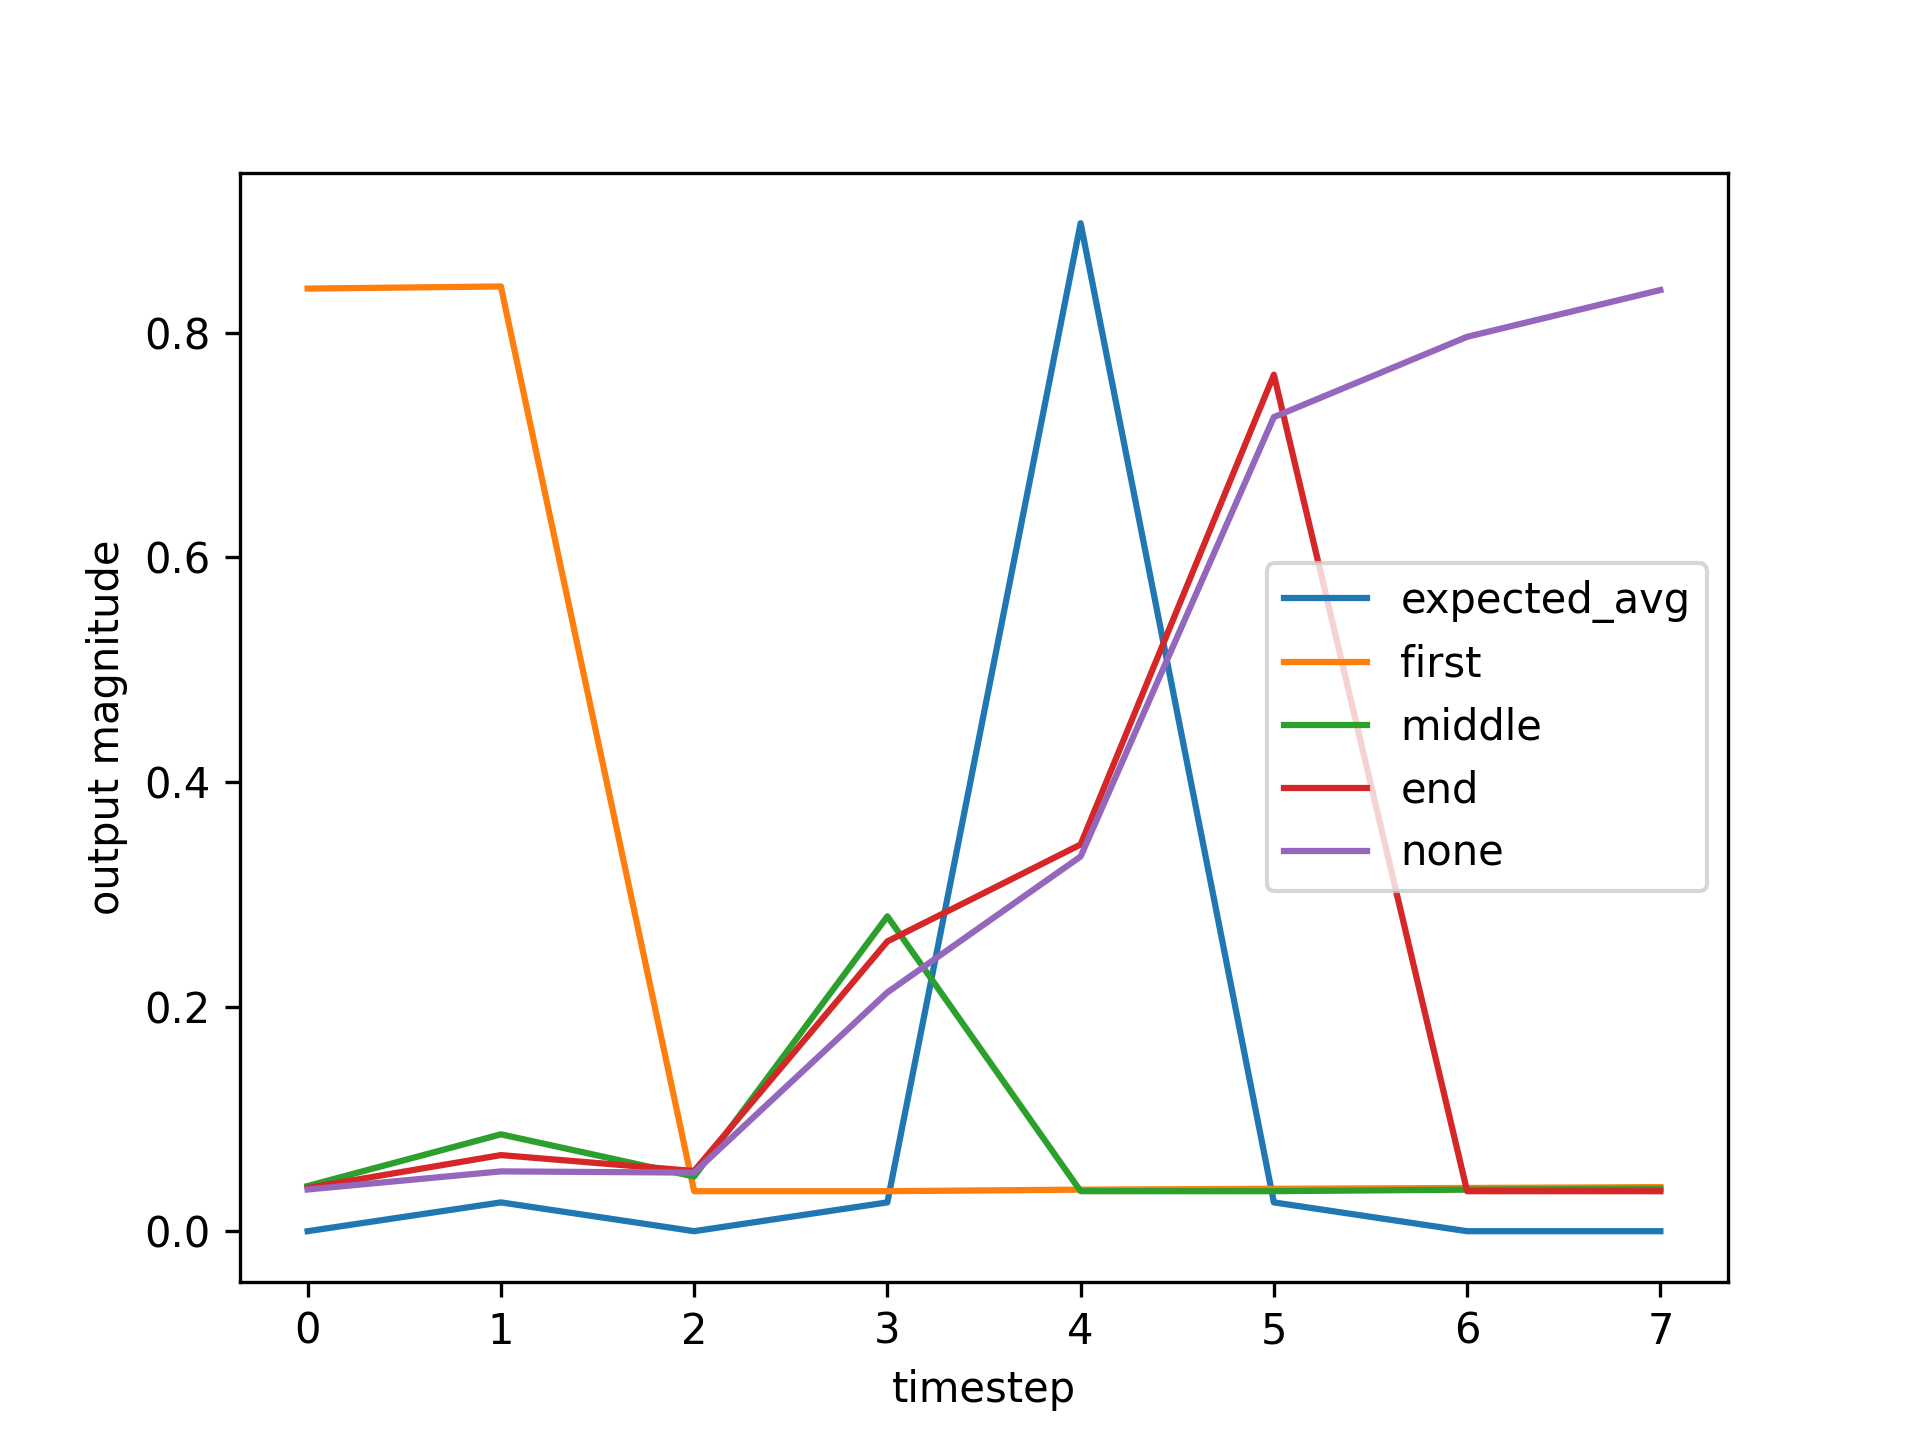 0.8
0.6
0.4
0.2
0.0
output magnitude
0 1 2 3 4 5 6 7
timestep
expected_avg
first
middle
end
none